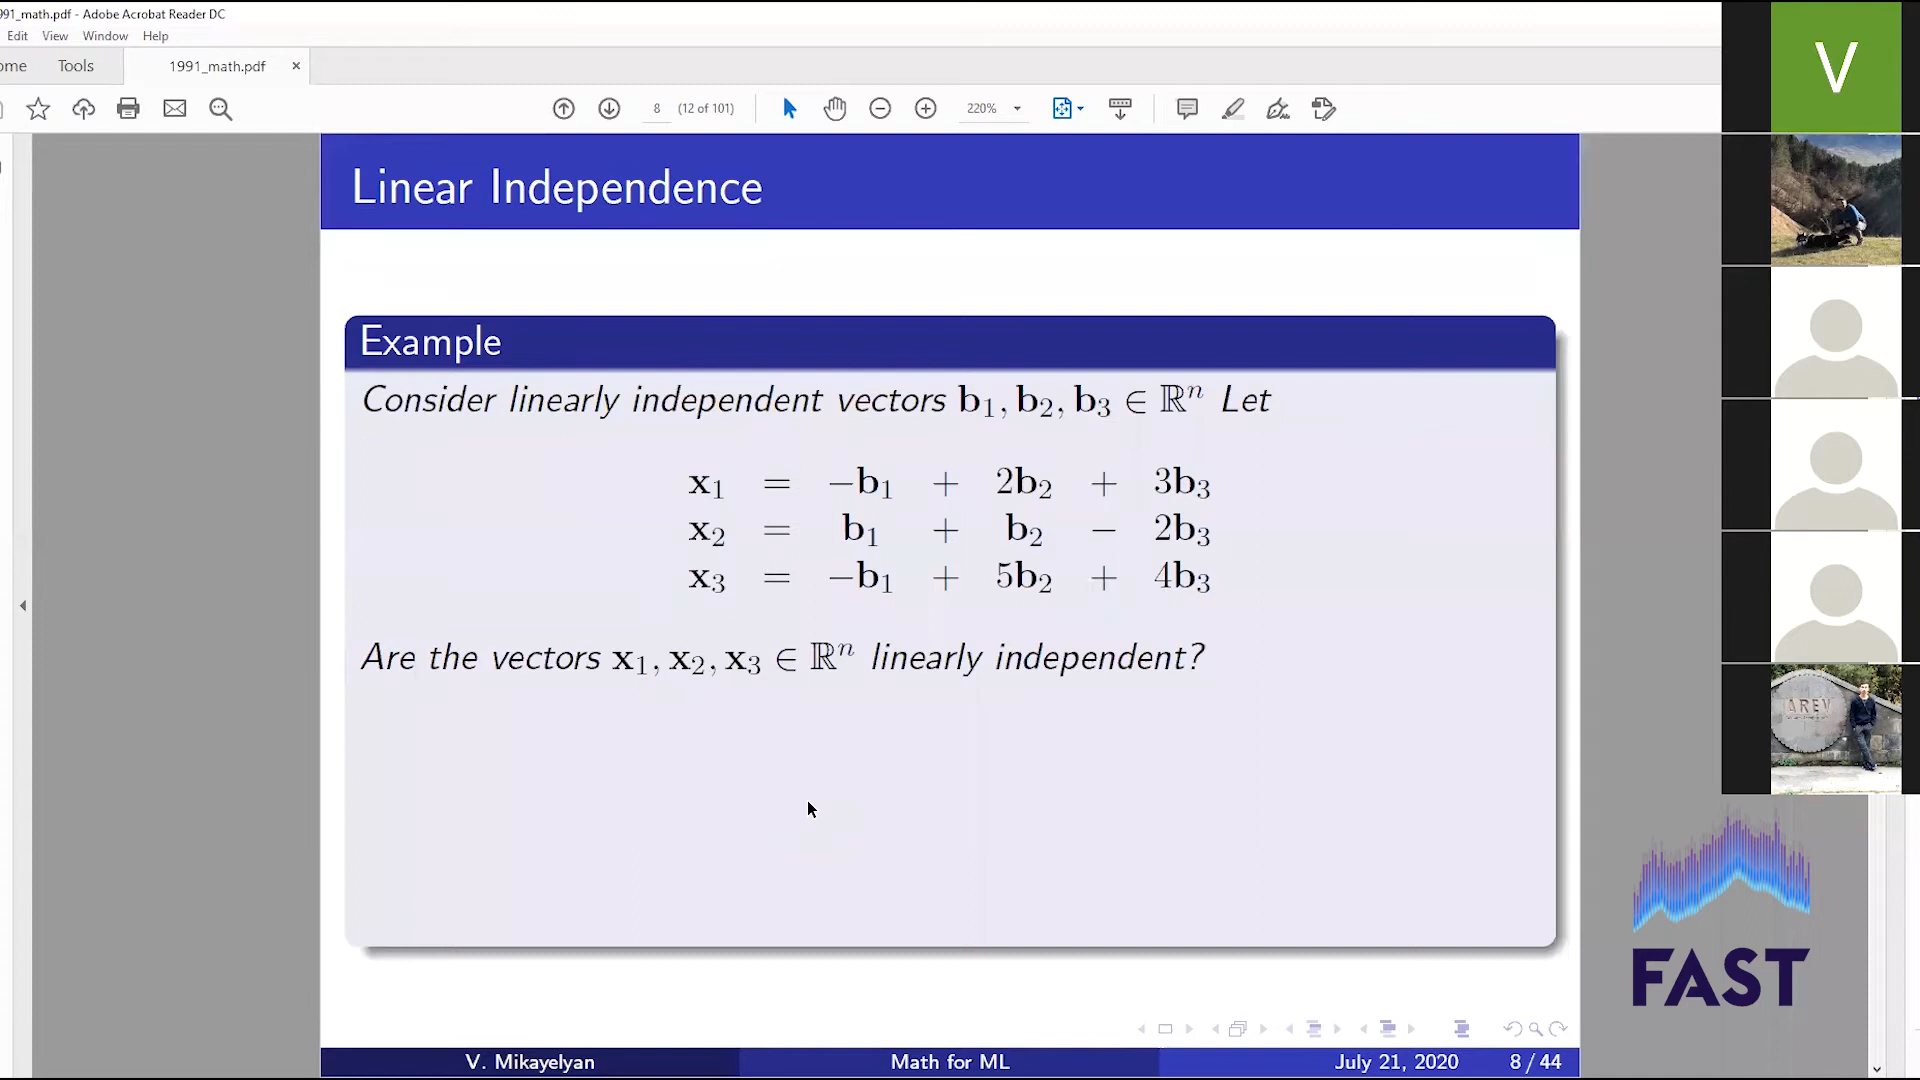 991_math.pdf - Adobe Acrobat Reader DC
Edit View Window Help
ome Tools 1991_math.pdf ×
8 (12 of 101) 220%
V
Linear Independence
Example
Consider linearly independent vectors b₁, b₂, b₃ ∈ ℝⁿ Let
x₁ = −b₁ + 2b₂ + 3b₃
x₂ = b₁ + b₂ − 2b₃
x₃ = −b₁ + 5b₂ + 4b₃
Are the vectors x₁, x₂, x₃ ∈ ℝⁿ linearly independent?
AREV
FAST
V. Mikayelyan Math for ML July 21, 2020 8 / 44